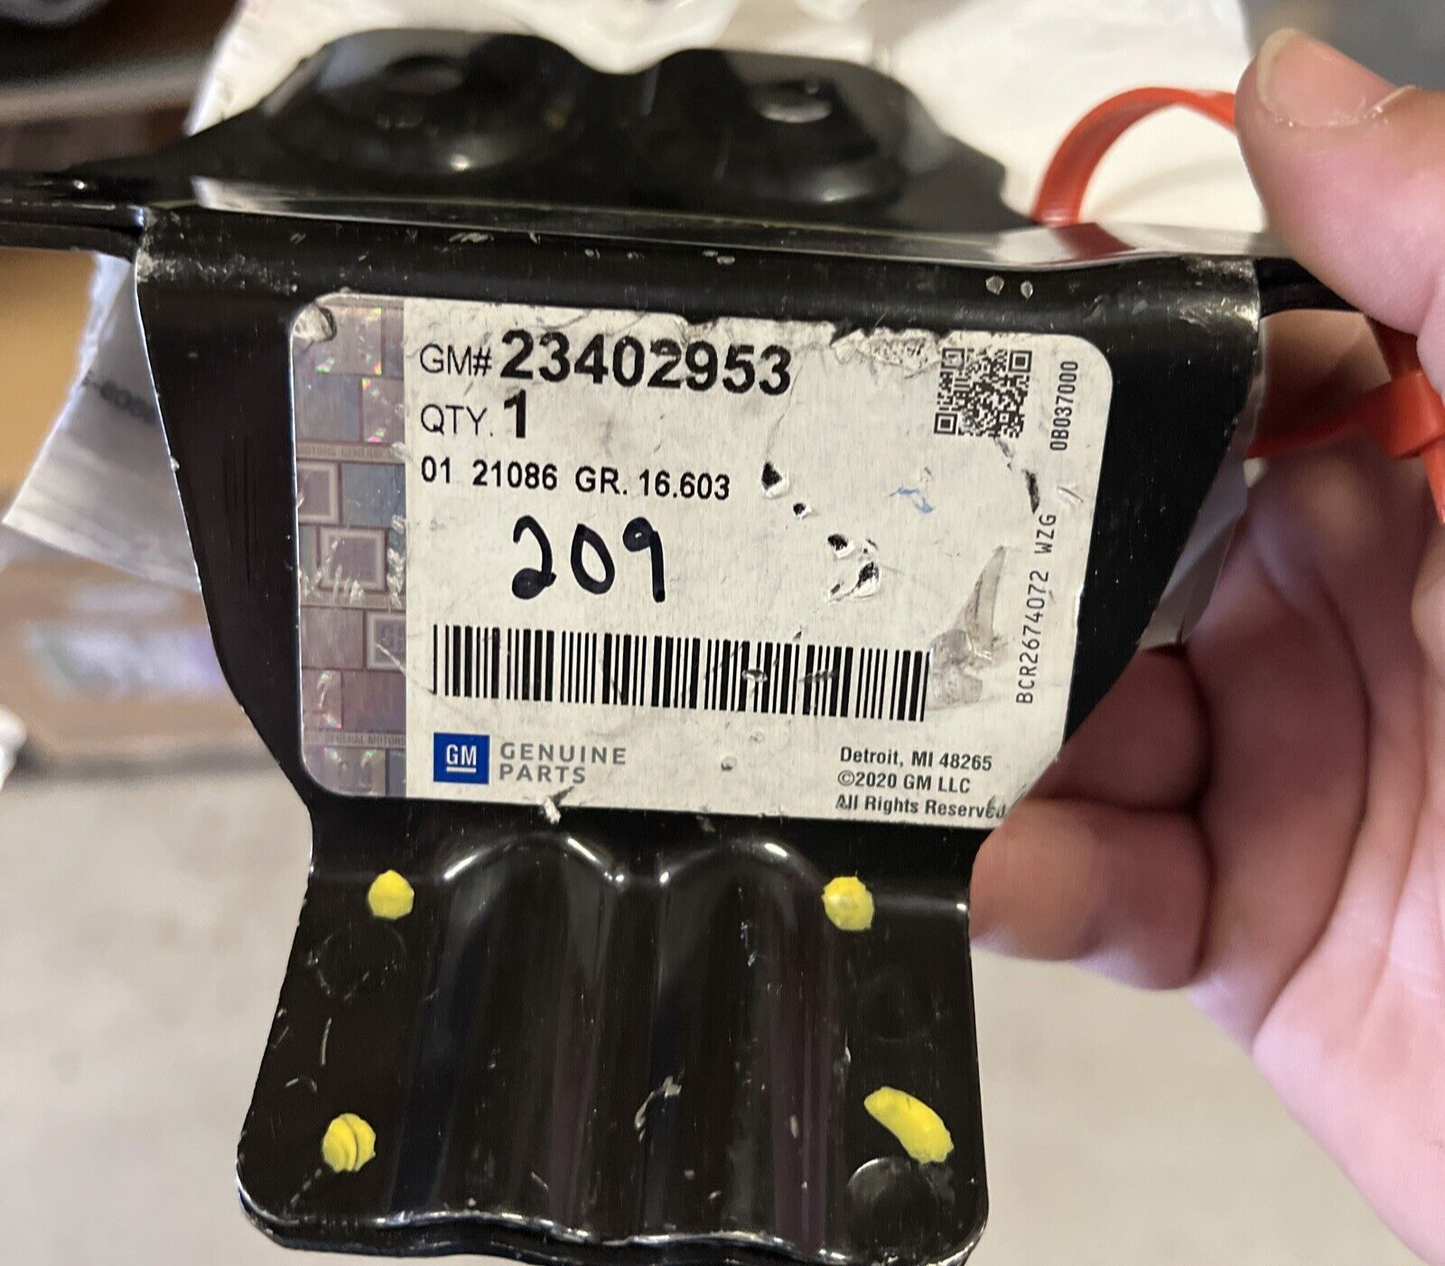 GM# 23402953
QTY. 1
01 21086 GR. 16.603
209
GM GENUINE
PARTS
Detroit, MI 48265
©2020 GM LLC
All Rights Reserved
0B037000
BCR2674072 WZG